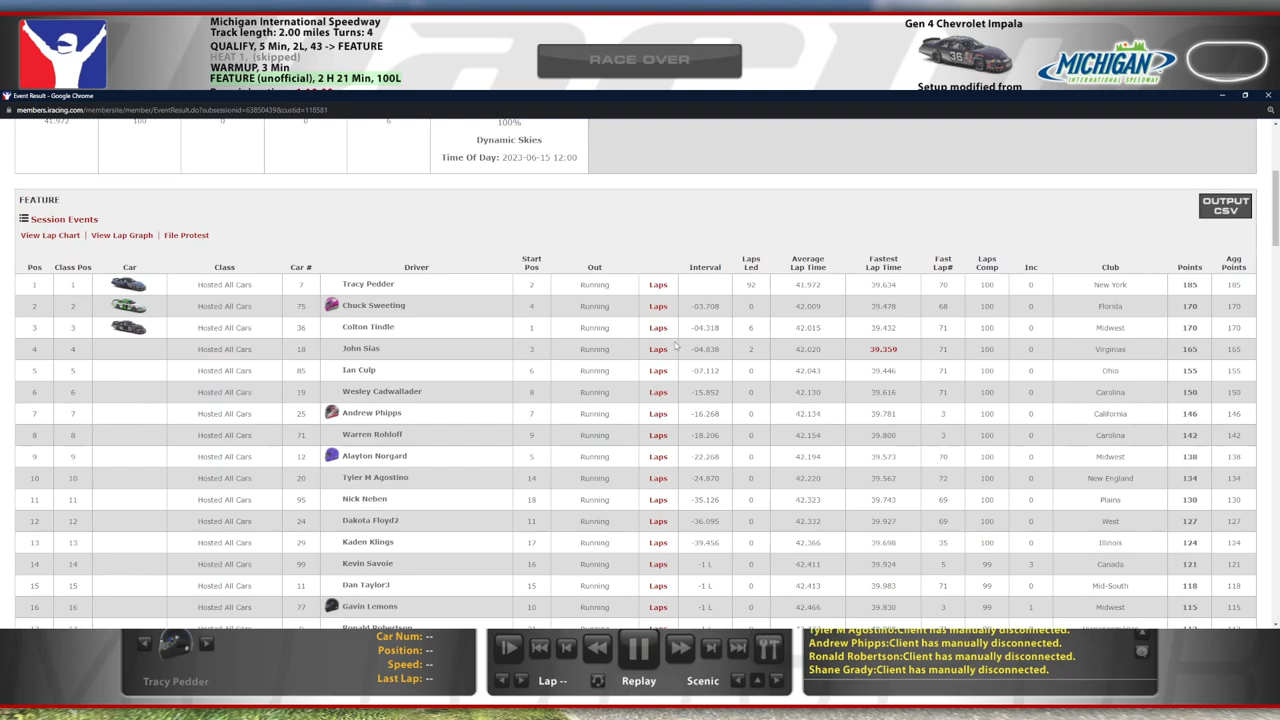 Michigan International Speedway
Track length: 2.00 miles Turns: 4
QUALIFY, 5 Min, 2L, 43 -> FEATURE
HEAT 1, (skipped)
WARMUP, 3 Min
FEATURE (unofficial), 2 H 21 Min, 100L
RACE OVER
Gen 4 Chevrolet Impala
Setup modified from
MICHIGAN
INTERNATIONAL SPEEDWAY
Event Result - Google Chrome
members.iracing.com/membersite/member/EventResult.do?subsessionid=63850439&custid=118581
41.972 100 0 0 6 100%
Dynamic Skies
Time Of Day: 2023-06-15 12:00
FEATURE
OUTPUT CSV
Session Events
View Lap Chart | View Lap Graph | File Protest
Pos Class Pos Car Class Car # Driver Start Pos Out Interval Laps Led Average Lap Time Fastest Lap Time Fast Lap# Laps Comp Inc Club Points Agg Points
1 1 Hosted All Cars 7 Tracy Pedder 2 Running Laps 92 41.972 39.634 70 100 0 New York 185 185
2 2 Hosted All Cars 75 Chuck Sweeting 4 Running Laps -03.708 0 42.009 39.478 68 100 0 Florida 170 170
3 3 Hosted All Cars 36 Colton Tindle 1 Running Laps -04.318 6 42.015 39.432 71 100 0 Midwest 170 170
4 4 Hosted All Cars 18 John Sias 3 Running Laps -04.838 2 42.020 39.359 71 100 0 Virginias 165 165
5 5 Hosted All Cars 85 Ian Culp 6 Running Laps -07.112 0 42.043 39.446 71 100 0 Ohio 155 155
6 6 Hosted All Cars 19 Wesley Cadwallader 8 Running Laps -15.852 0 42.130 39.616 71 100 0 Carolina 150 150
7 7 Hosted All Cars 25 Andrew Phipps 7 Running Laps -16.268 0 42.134 39.781 3 100 0 California 146 146
8 8 Hosted All Cars 71 Warren Rohloff 9 Running Laps -18.206 0 42.154 39.800 3 100 0 Carolina 142 142
9 9 Hosted All Cars 12 Alayton Norgard 5 Running Laps -22.268 0 42.194 39.573 70 100 0 Midwest 138 138
10 10 Hosted All Cars 20 Tyler M Agostino 14 Running Laps -24.870 0 42.220 39.562 72 100 0 New England 134 134
11 11 Hosted All Cars 95 Nick Neben 18 Running Laps -35.126 0 42.323 39.743 69 100 0 Plains 130 130
12 12 Hosted All Cars 24 Dakota Floyd2 11 Running Laps -36.095 0 42.332 39.927 69 100 0 West 127 127
13 13 Hosted All Cars 29 Kaden Klings 17 Running Laps -39.456 0 42.366 39.698 35 100 0 Illinois 124 124
14 14 Hosted All Cars 99 Kevin Savoie 16 Running Laps -1 L 0 42.411 39.924 5 99 3 Canada 121 121
15 15 Hosted All Cars 11 Dan Taylor3 15 Running Laps -1 L 0 42.413 39.983 71 99 0 Mid-South 118 118
16 16 Hosted All Cars 77 Gavin Lemons 10 Running Laps -1 L 0 42.466 39.830 3 99 1 Midwest 115 115
Ronald Robertson
Tracy Pedder
Car Num: --
Position: --
Speed: --
Last Lap: --
Lap -- Replay Scenic
Tyler M Agostino:Client has manually disconnected.
Andrew Phipps:Client has manually disconnected.
Ronald Robertson:Client has manually disconnected.
Shane Grady:Client has manually disconnected.